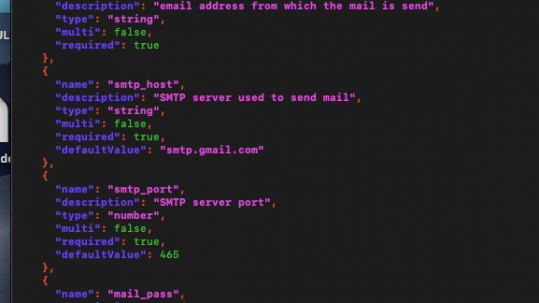 "description": "email address from which the mail is send",
"type": "string",
"multi": false,
"required": true
},
{
"name": "smtp_host",
"description": "SMTP server used to send mail",
"type": "string",
"multi": false,
"required": true,
"defaultValue": "smtp.gmail.com"
},
{
"name": "smtp_port",
"description": "SMTP server port",
"type": "number",
"multi": false,
"required": true,
"defaultValue": 465
},
{
"name": "mail_pass",